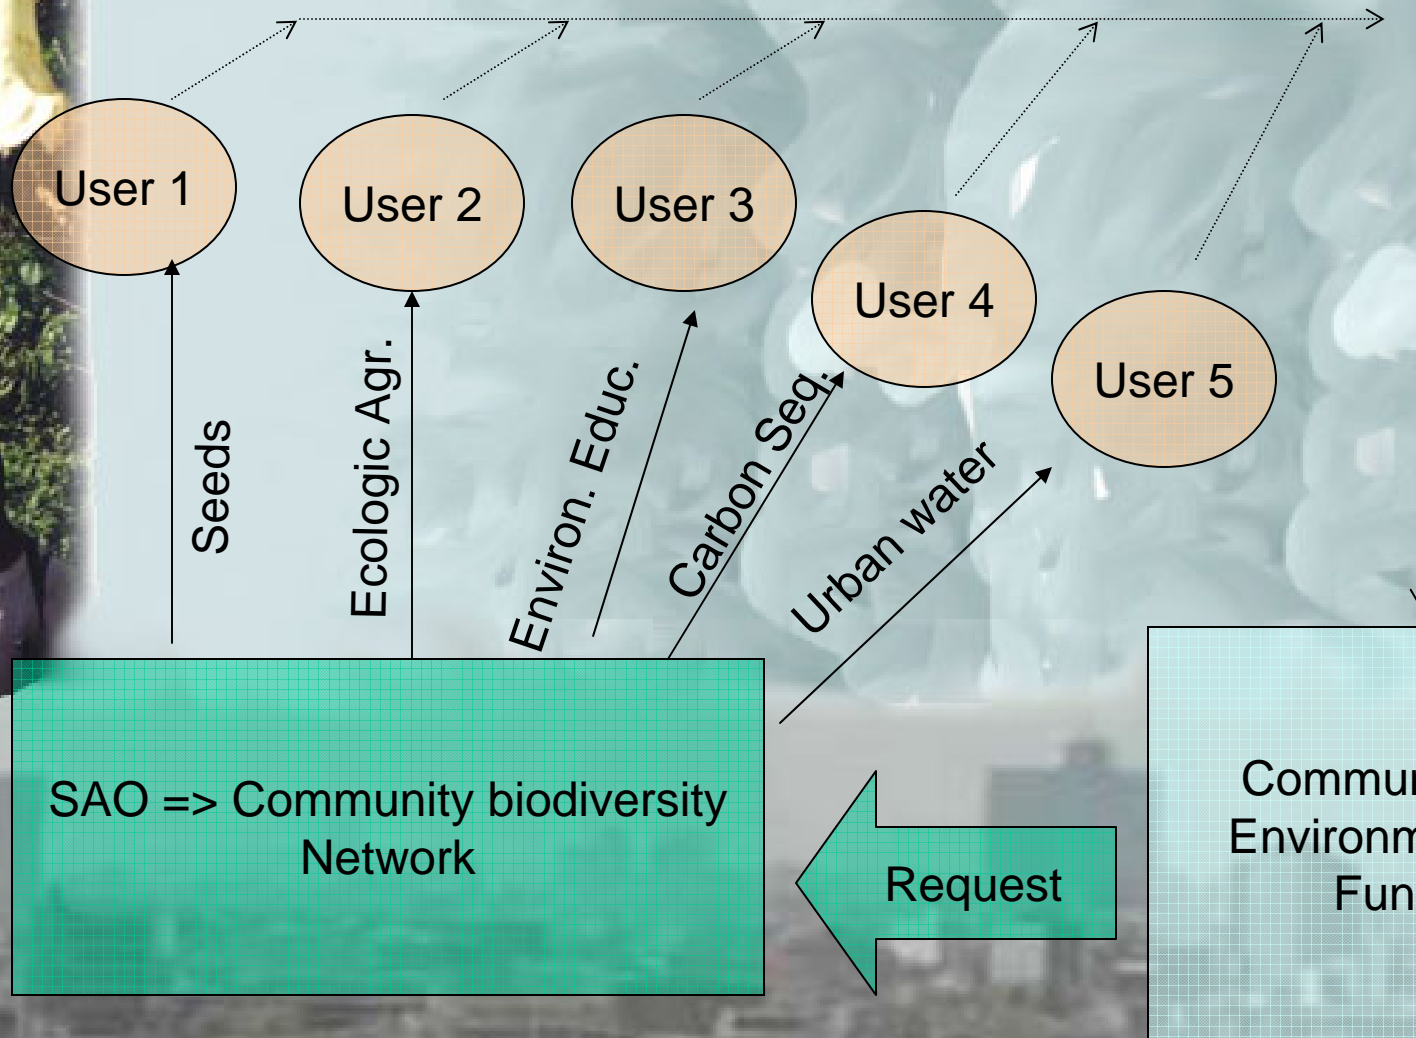 User 1
User 2
User 3
User 4
User 5
Seeds
Ecologic Agr.
Environ. Educ.
Carbon Seq.
Urban water
SAO => Community biodiversity
Network
Request